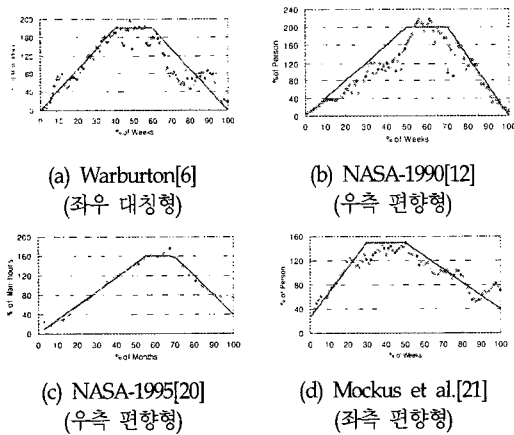 200
160
120
80
40
0
0 10 20 30 40 50 60 70 80 90 100
% of Weeks
(a) Warburton[6]
(좌우 대칭형)
% of Person
240
200
160
120
80
40
0
0 10 20 30 40 50 60 70 80 90 100
% of Weeks
(b) NASA-1990[12]
(우측 편향형)
% of Man-hours
200
160
120
80
40
0
0 10 20 30 40 50 60 70 80 90 100
% of Months
(c) NASA-1995[20]
(우측 편향형)
% of Person
160
120
80
40
0
0 10 20 30 40 50 60 70 80 90 100
% of Weeks
(d) Mockus et al.[21]
(좌측 편향형)